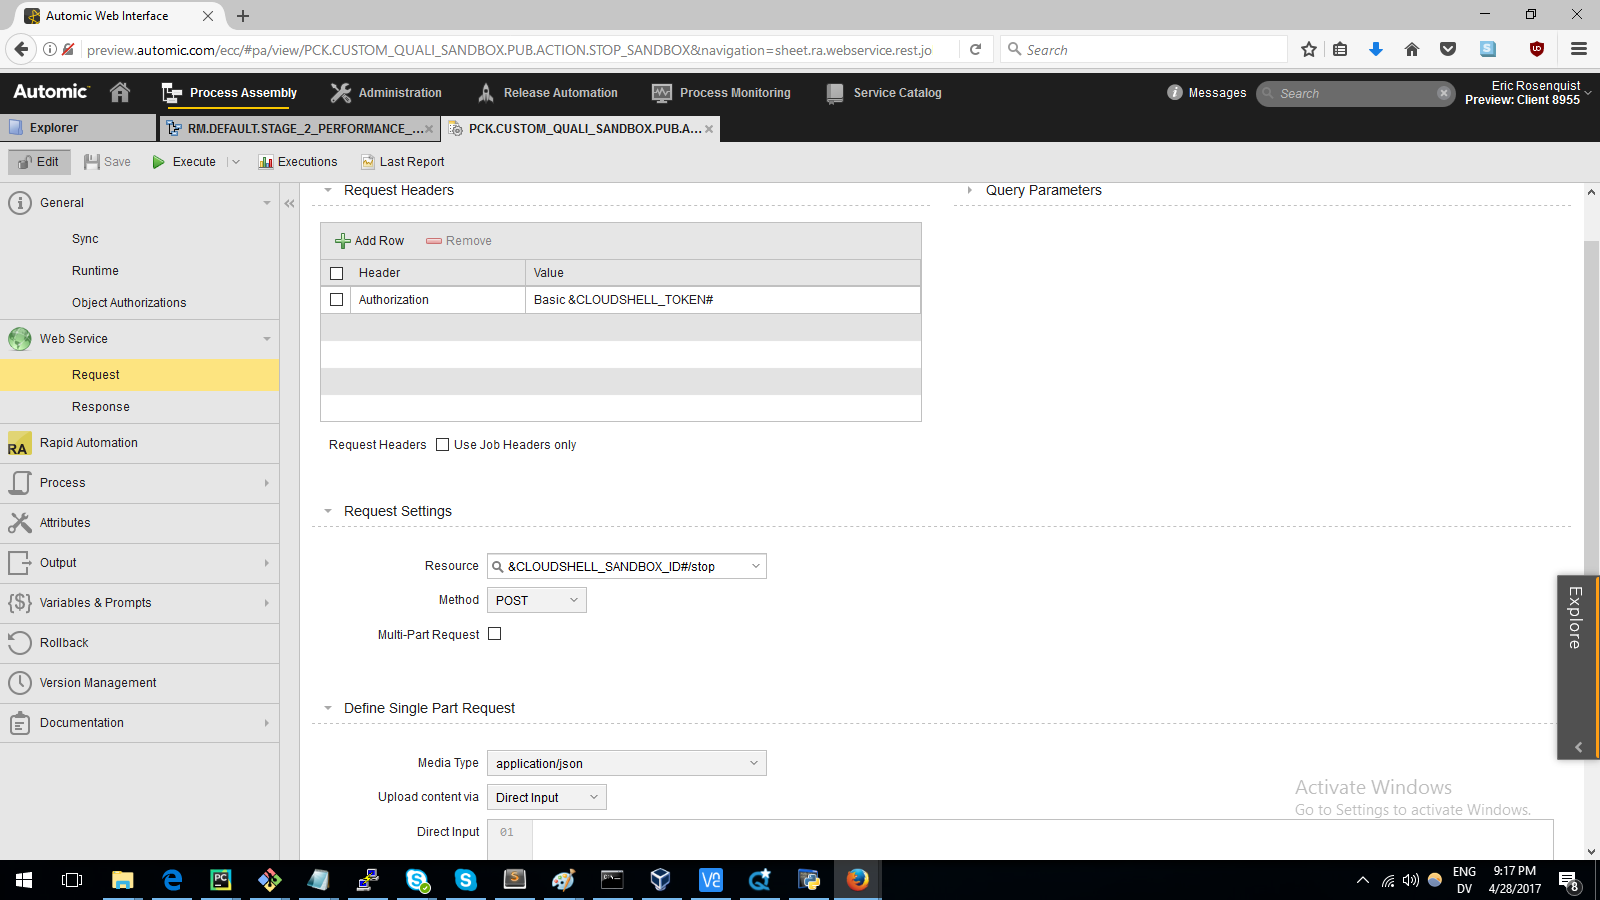 Automic Web Interface
preview.automic.com/ecc/#pa/view/PCK.CUSTOM_QUALI_SANDBOX.PUB.ACTION.STOP_SANDBOX&navigation=sheet.ra.webservice.rest.jo
Search
Automic
Process Assembly
Administration
Release Automation
Process Monitoring
Service Catalog
Messages
Search
Eric Rosenquist
Preview: Client 8955
Explorer
RM.DEFAULT.STAGE_2_PERFORMANCE_...
PCK.CUSTOM_QUALI_SANDBOX.PUB.A...
Edit
Save
Execute
Executions
Last Report
General
Sync
Runtime
Object Authorizations
Web Service
Request
Response
RA
Rapid Automation
Process
Attributes
Output
{$}
Variables & Prompts
Rollback
Version Management
Documentation
Request Headers
Query Parameters
Add Row
Remove
Header
Value
Authorization
Basic &CLOUDSHELL_TOKEN#
Request Headers
Use Job Headers only
Request Settings
Resource
&CLOUDSHELL_SANDBOX_ID#/stop
Method
POST
Multi-Part Request
Define Single Part Request
Media Type
application/json
Upload content via
Direct Input
Direct Input
01
Explore
Activate Windows
Go to Settings to activate Windows.
ENG
DV
9:17 PM
4/28/2017
8